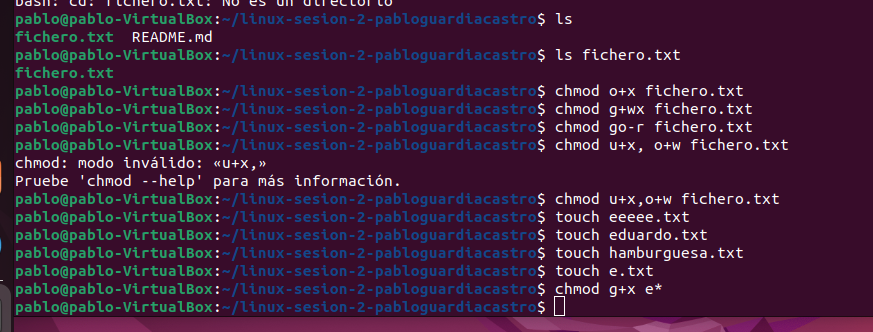 bash: cd: fichero.txt: No es un directorio
pablo@pablo-VirtualBox:~/linux-sesion-2-pabloguardiacastro$ ls
fichero.txt  README.md
pablo@pablo-VirtualBox:~/linux-sesion-2-pabloguardiacastro$ ls fichero.txt
fichero.txt
pablo@pablo-VirtualBox:~/linux-sesion-2-pabloguardiacastro$ chmod o+x fichero.txt
pablo@pablo-VirtualBox:~/linux-sesion-2-pabloguardiacastro$ chmod g+wx fichero.txt
pablo@pablo-VirtualBox:~/linux-sesion-2-pabloguardiacastro$ chmod go-r fichero.txt
pablo@pablo-VirtualBox:~/linux-sesion-2-pabloguardiacastro$ chmod u+x, o+w fichero.txt
chmod: modo inválido: «u+x,»
Pruebe 'chmod --help' para más información.
pablo@pablo-VirtualBox:~/linux-sesion-2-pabloguardiacastro$ chmod u+x,o+w fichero.txt
pablo@pablo-VirtualBox:~/linux-sesion-2-pabloguardiacastro$ touch eeeee.txt
pablo@pablo-VirtualBox:~/linux-sesion-2-pabloguardiacastro$ touch eduardo.txt
pablo@pablo-VirtualBox:~/linux-sesion-2-pabloguardiacastro$ touch hamburguesa.txt
pablo@pablo-VirtualBox:~/linux-sesion-2-pabloguardiacastro$ touch e.txt
pablo@pablo-VirtualBox:~/linux-sesion-2-pabloguardiacastro$ chmod g+x e*
pablo@pablo-VirtualBox:~/linux-sesion-2-pabloguardiacastro$